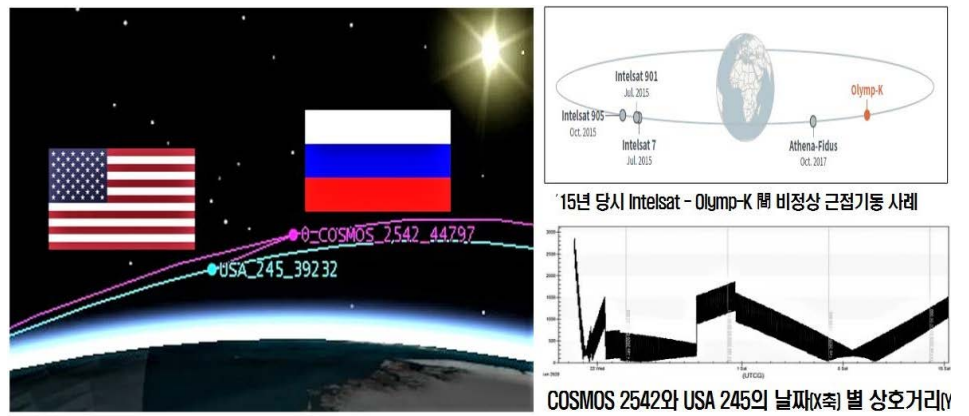 0_COSMOS_2542_44797
USA_245_39232
Intelsat 901
Jul. 2015
Olymp-K
Intelsat 905
Oct. 2015
Intelsat 7
Jul. 2015
Athena-Fidus
Oct. 2017
'15년 당시 Intelsat - Olymp-K 間 비정상 근접기동 사례
(UTCG)
COSMOS 2542와 USA 245의 날짜(X축) 별 상호거리(Y